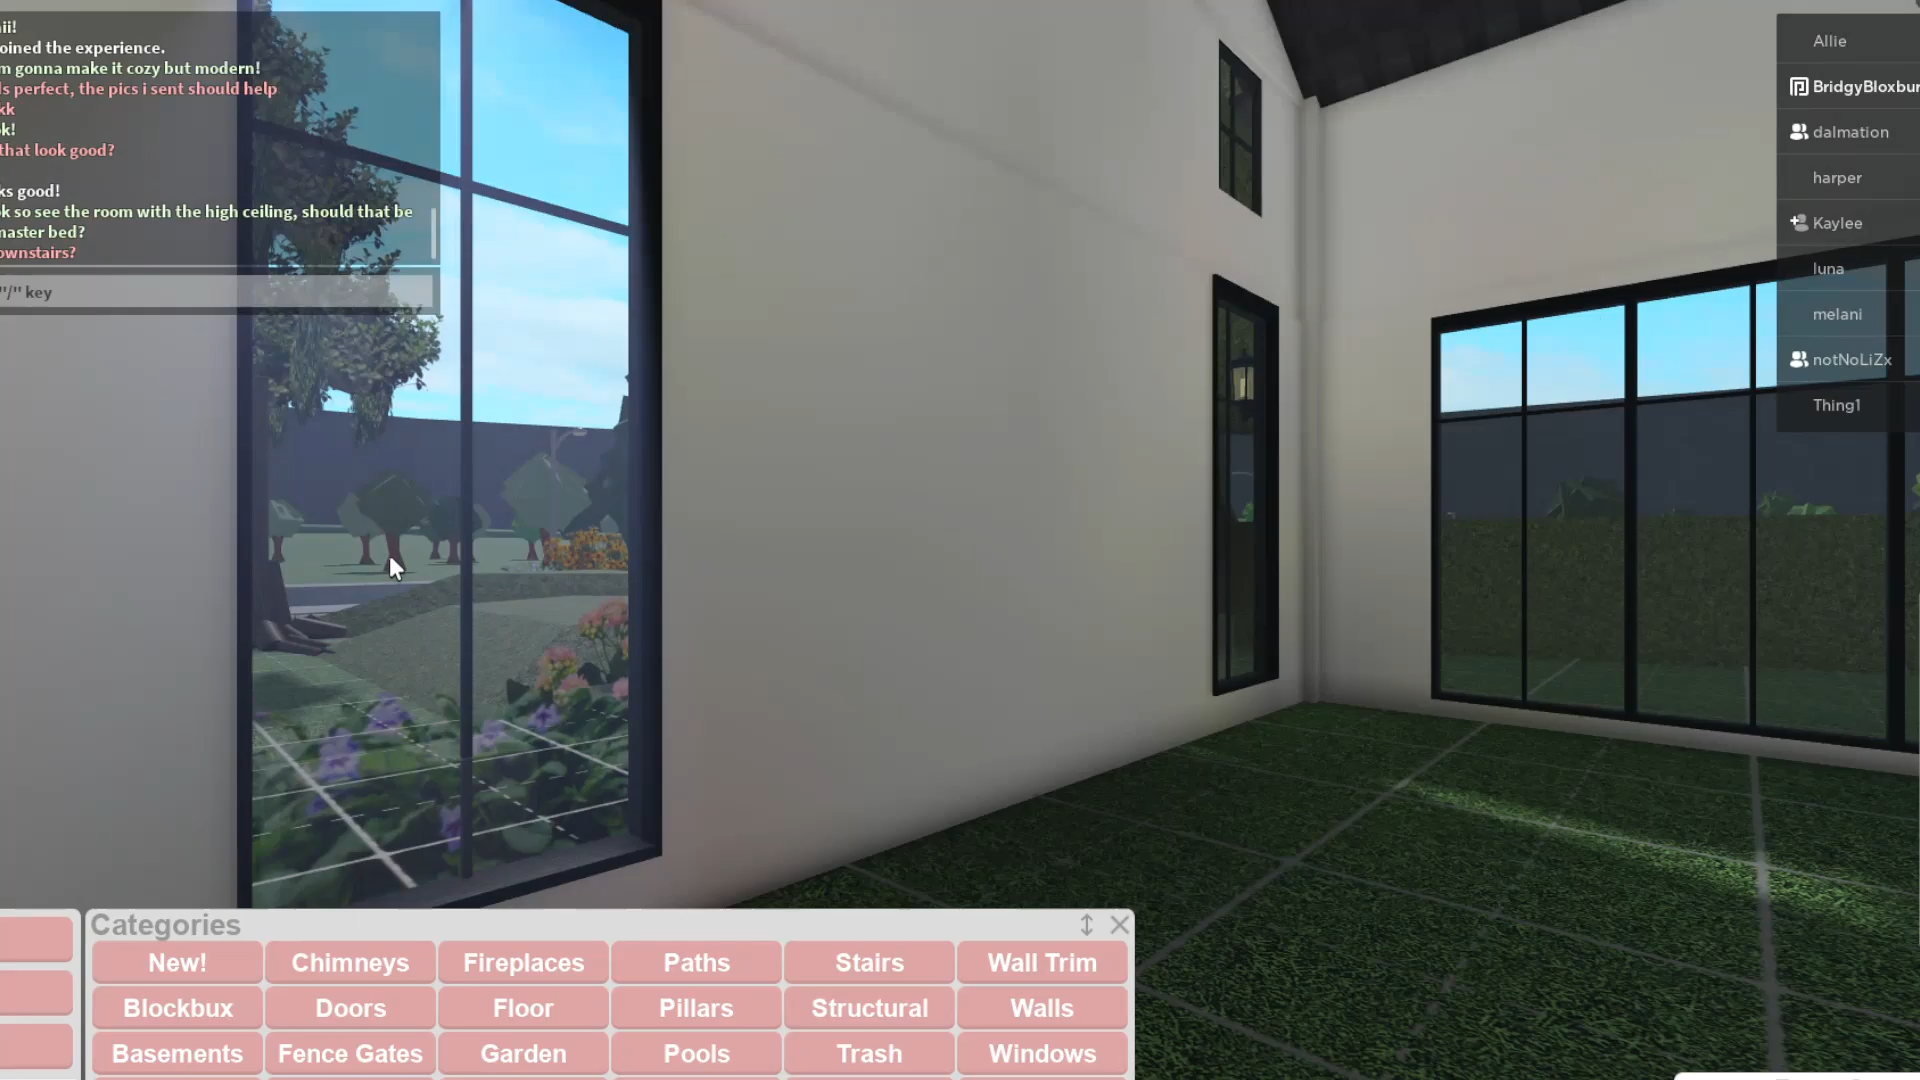 ii!
oined the experience.
m gonna make it cozy but modern!
ls perfect, the pics i sent should help
kk
k!
that look good?
ks good!
k so see the room with the high ceiling, should that be
master bed?
ownstairs?
"/" key
Allie
BridgyBloxbur
dalmation
harper
Kaylee
luna
melani
notNoLiZx
Thing1
Categories
New!
Chimneys
Fireplaces
Paths
Stairs
Wall Trim
Blockbux
Doors
Floor
Pillars
Structural
Walls
Basements
Fence Gates
Garden
Pools
Trash
Windows